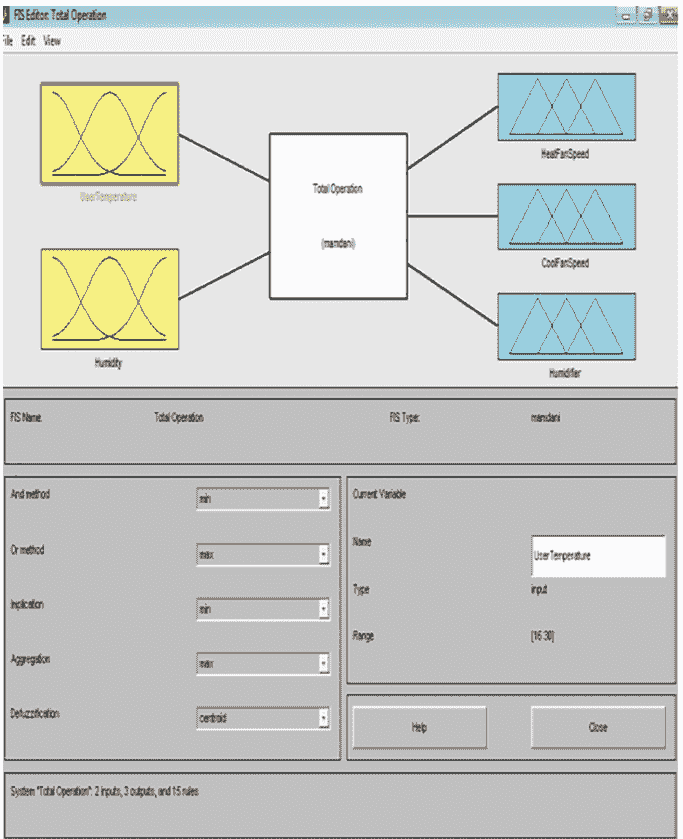 FIS Editor: Total Operation
File Edit View
UserTemperature
Humidity
Total Operation
(mamdani)
HeatFanSpeed
CoolFanSpeed
Humidifier
FIS Name: Total Operation FIS Type: mamdani
And method min
Or method max
Implication min
Aggregation max
Defuzzification centroid
Current Variable
Name UserTemperature
Type input
Range [16 30]
Help Close
System "Total Operation": 2 inputs, 3 outputs, and 15 rules